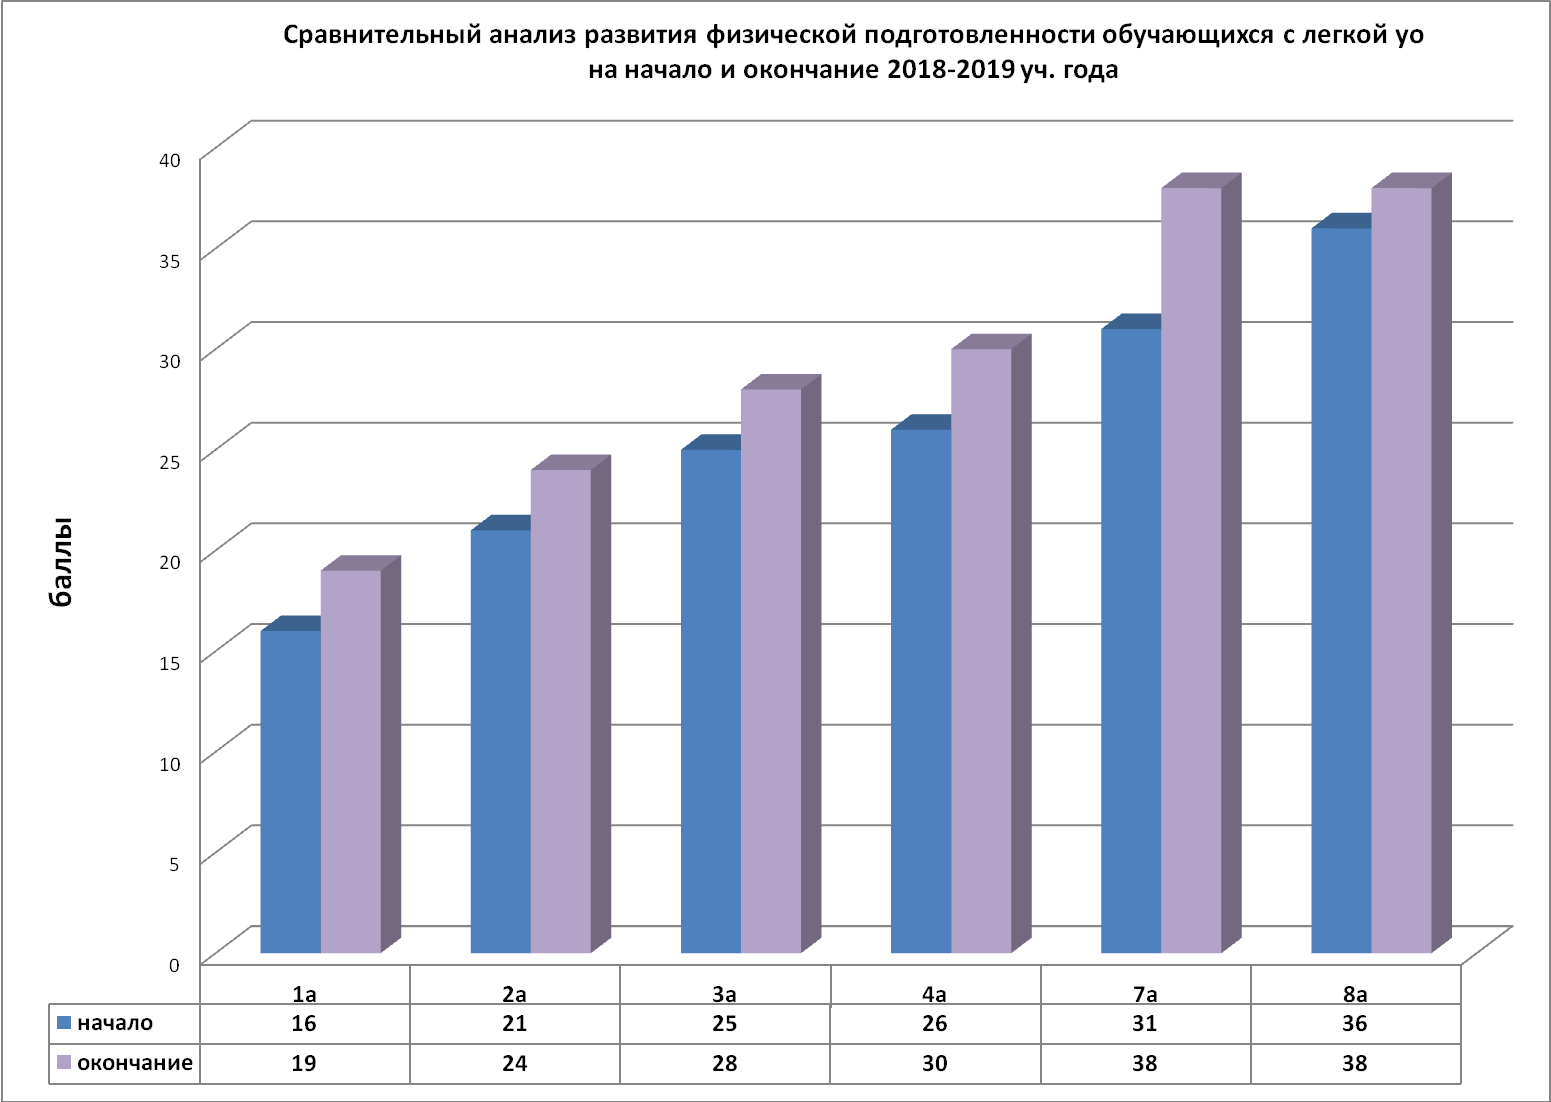 Сравнительный анализ развития физической подготовленности обучающихся с легкой уо
на начало и окончание 2018-2019 уч. года
баллы
40
35
30
25
20
15
10
5
0
1а 2а 3а 4а 7а 8а
начало 16 21 25 26 31 36
окончание 19 24 28 30 38 38